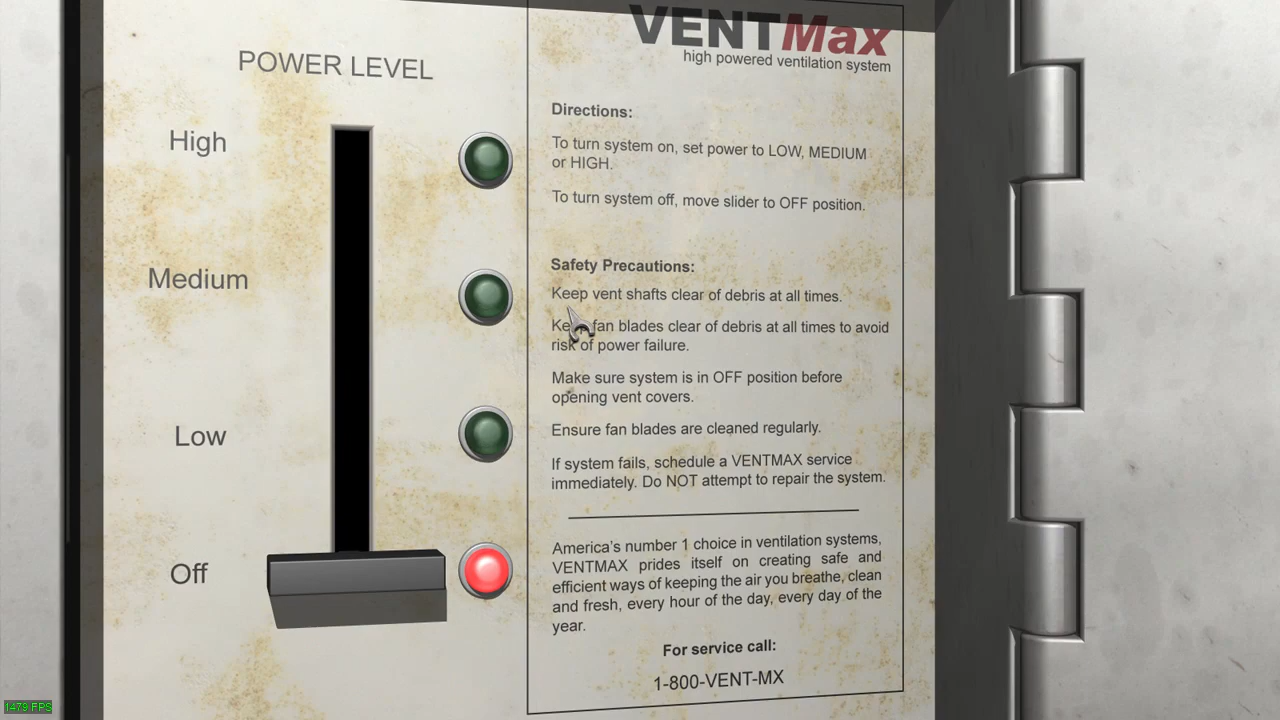 POWER LEVEL
High
Medium
Low
Off
VENTMax
high powered ventilation system
Directions:
To turn system on, set power to LOW, MEDIUM
or HIGH.
To turn system off, move slider to OFF position.
Safety Precautions:
Keep vent shafts clear of debris at all times.
Keep fan blades clear of debris at all times to avoid
risk of power failure.
Make sure system is in OFF position before
opening vent covers.
Ensure fan blades are cleaned regularly.
If system fails, schedule a VENTMAX service
immediately. Do NOT attempt to repair the system.
America's number 1 choice in ventilation systems,
VENTMAX prides itself on creating safe and
efficient ways of keeping the air you breathe, clean
and fresh, every hour of the day, every day of the
year.
For service call:
1-800-VENT-MX
1479 FPS